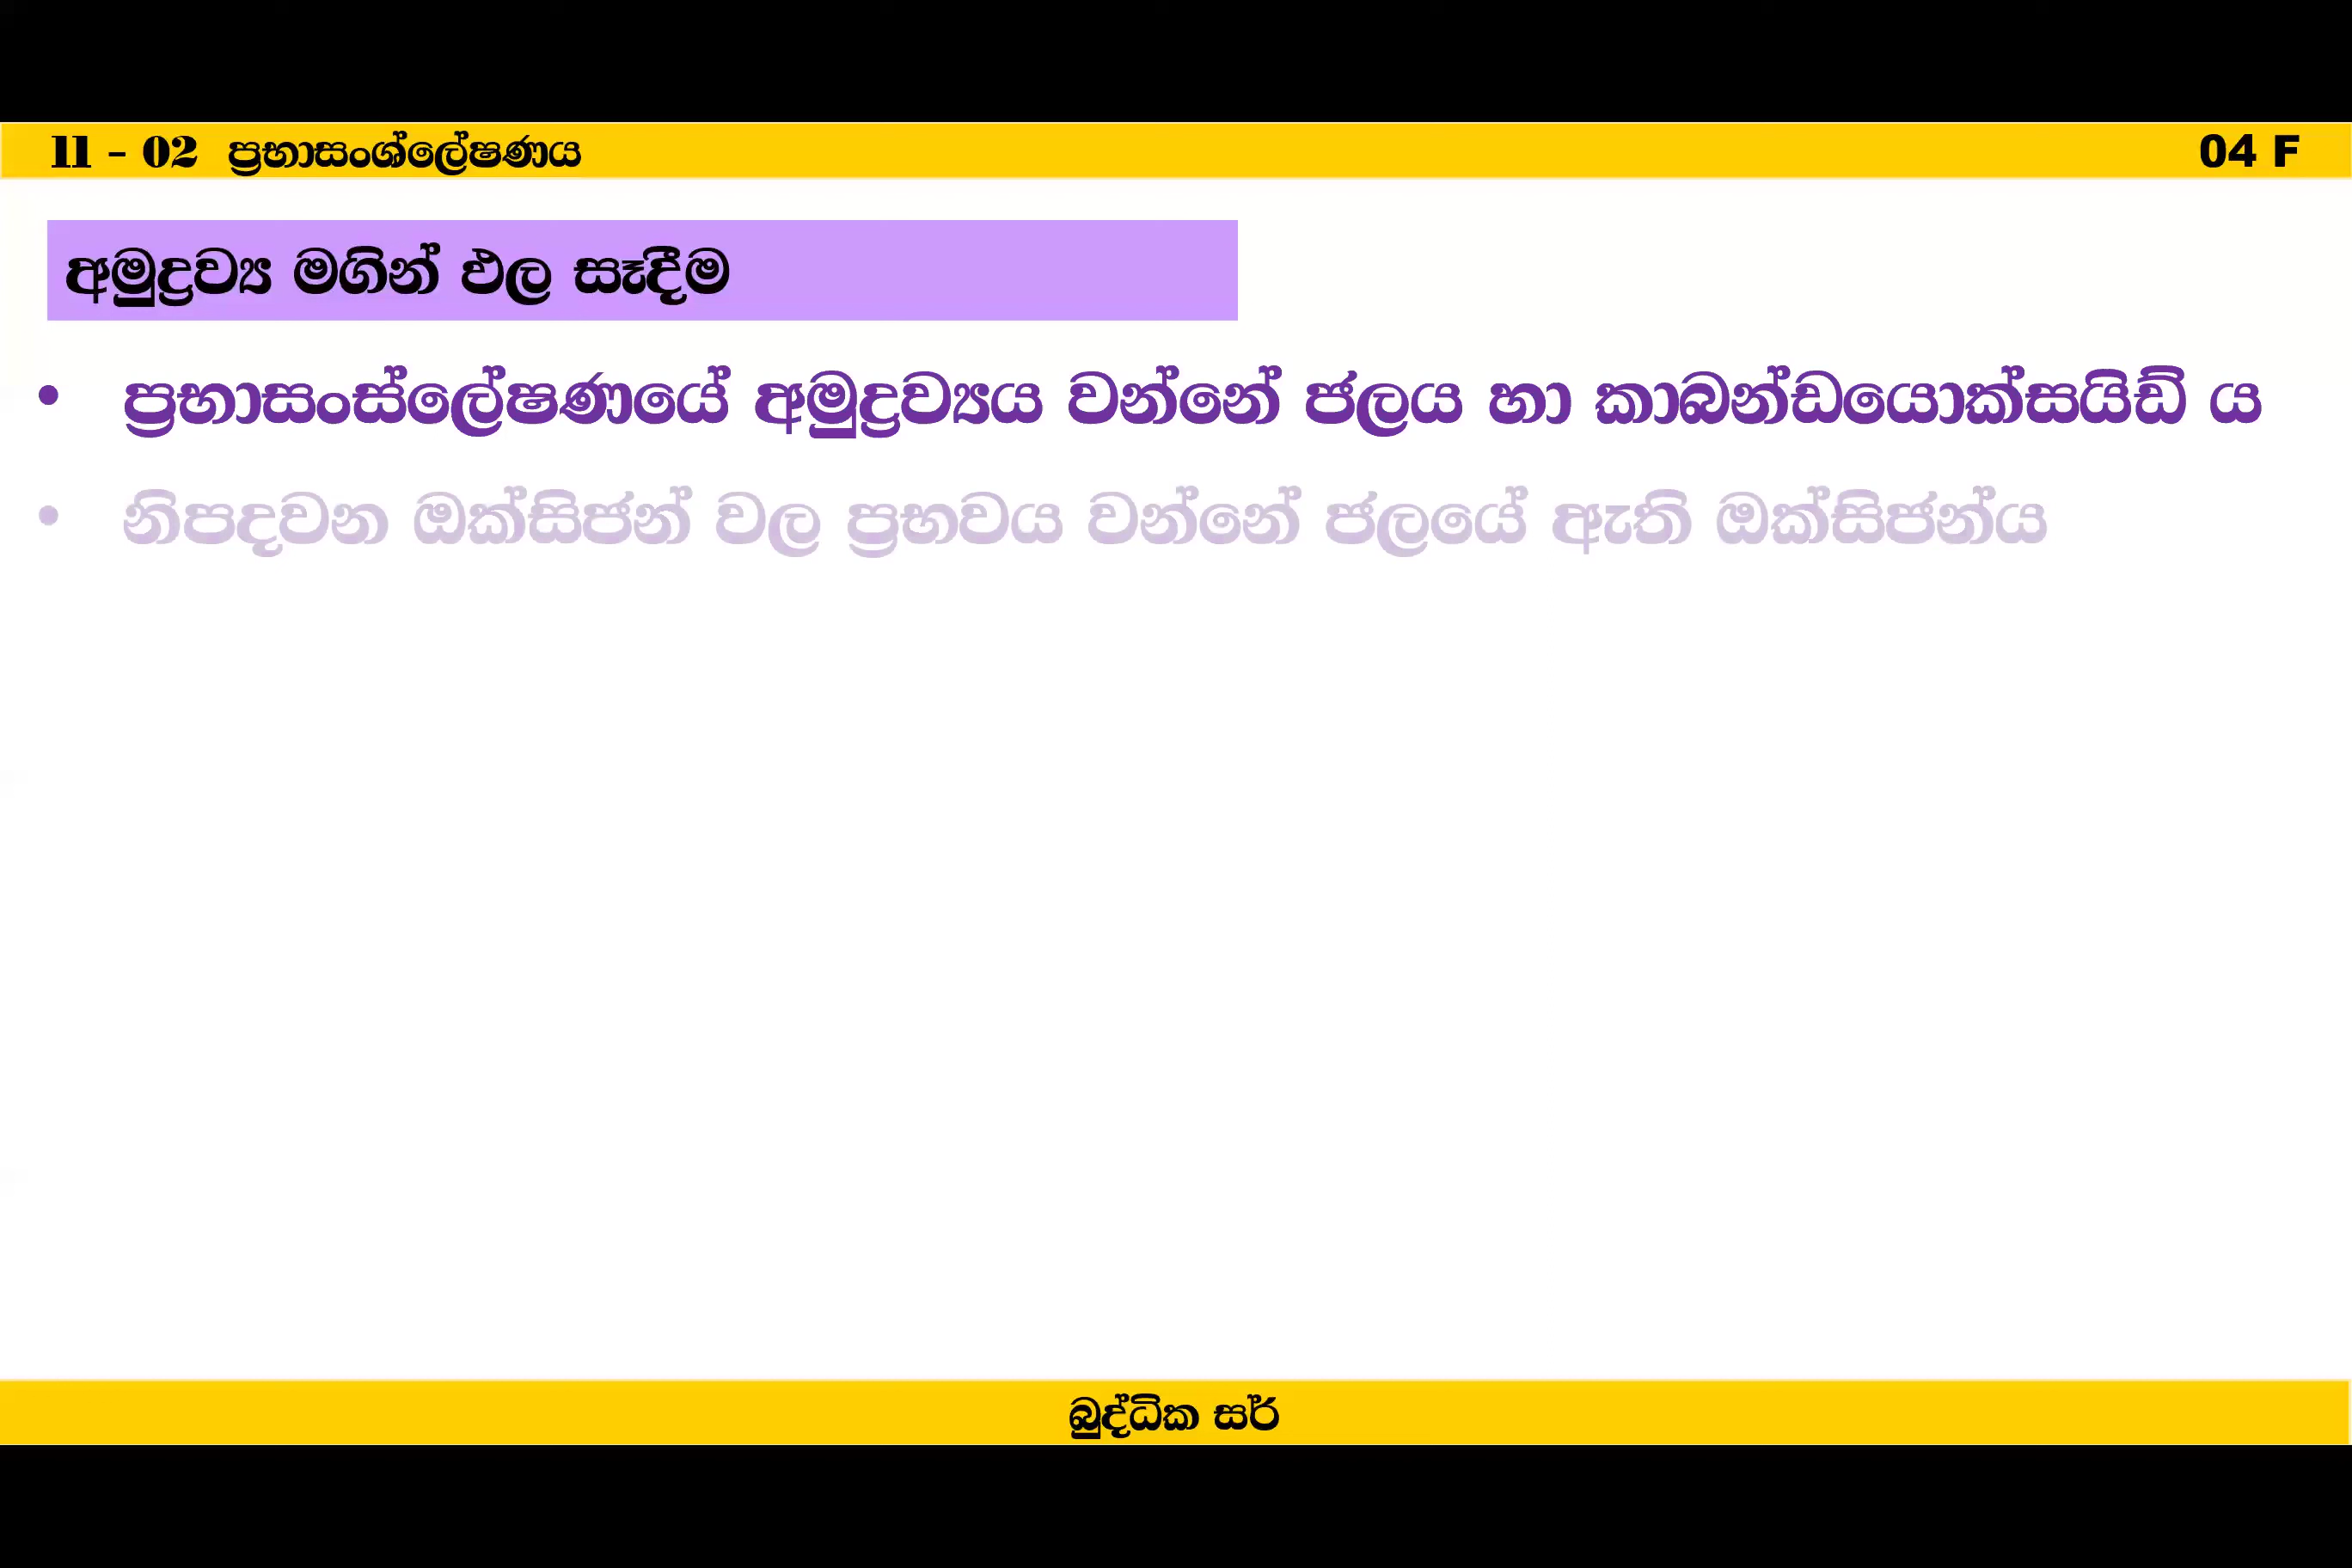 11 - 02 ප්‍රභාසංශ්ලේෂණය
04 F
අමුද්‍රව්‍ය මගින් ඵල සෑදීම
• ප්‍රභාසංස්ලේෂණයේ අමුද්‍රව්‍යය වන්නේ ජලය හා කාබන්ඩයොක්සයිඩ් ය
• නිපදවන ඔක්සිජන් වල ප්‍රභවය වන්නේ ජලයේ ඇති ඔක්සිජන්ය
බුද්ධික සර්